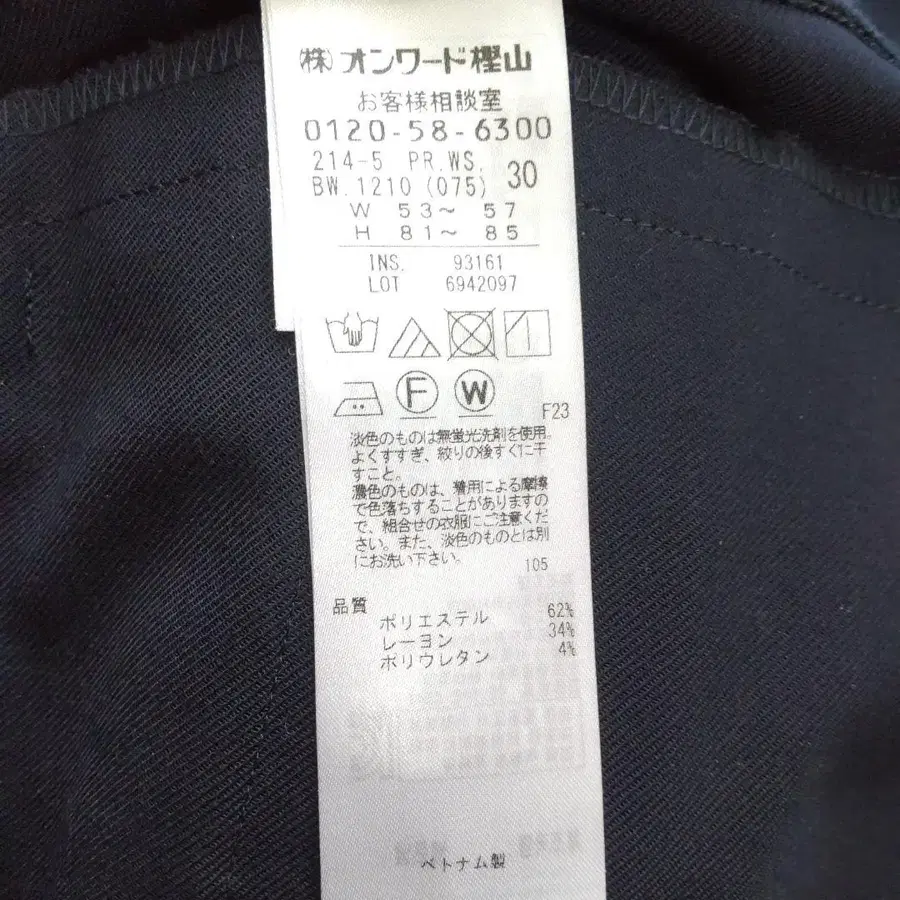 ㈱オンワード樫山
お客様相談室
0120-58-6300
214-5 PR.WS.
BW.1210 (075) 30
W 53～ 57
H 81～ 85
INS. 93161
LOT 6942097
F W
F23
淡色のものは無蛍光洗剤を使用。
よくすすぎ、絞りの後すぐに干
すこと。
濃色のものは、着用による摩擦
で色落ちすることがありますの
で、組合せの衣服にご注意くだ
さい。また、淡色のものとは別
にお洗い下さい。
105
品質
ポリエステル 62%
レーヨン 34%
ポリウレタン 4%
ベトナム製